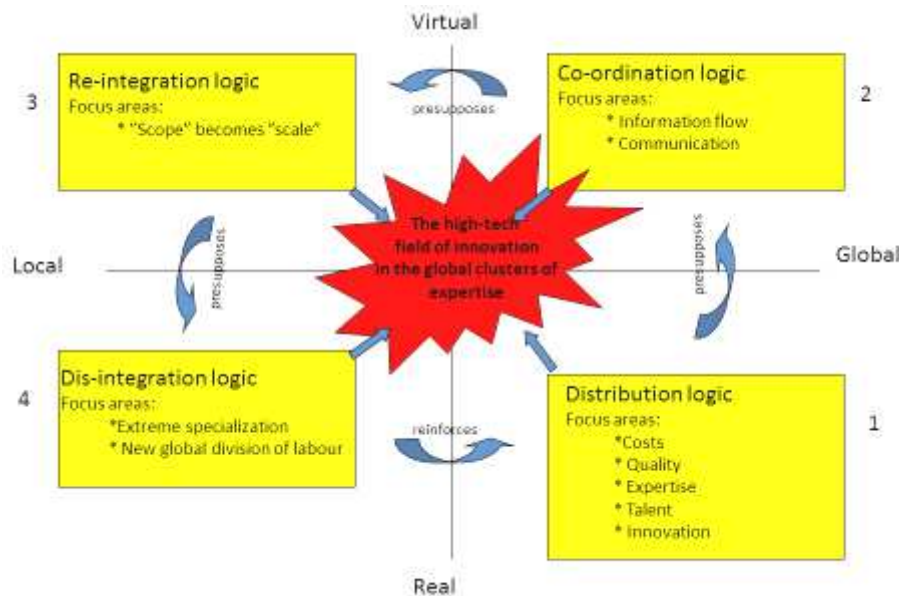 Virtual
3
Re-integration logic
Focus areas:
* "Scope" becomes "scale"
presupposes
Co-ordination logic
Focus areas:
* Information flow
* Communication
2
Local
presupposes
The high-tech
field of innovation
in the global clusters of
expertise
presupposes
Global
4
Dis-integration logic
Focus areas:
*Extreme specialization
* New global division of labour
reinforces
Distribution logic
Focus areas:
*Costs
* Quality
* Expertise
* Talent
* Innovation
1
Real